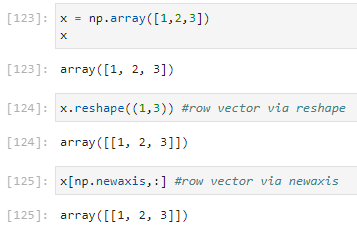 [123]: x = np.array([1,2,3])
x
[123]: array([1, 2, 3])
[124]: x.reshape((1,3)) #row vector via reshape
[124]: array([[1, 2, 3]])
[125]: x[np.newaxis,:] #row vector via newaxis
[125]: array([[1, 2, 3]])